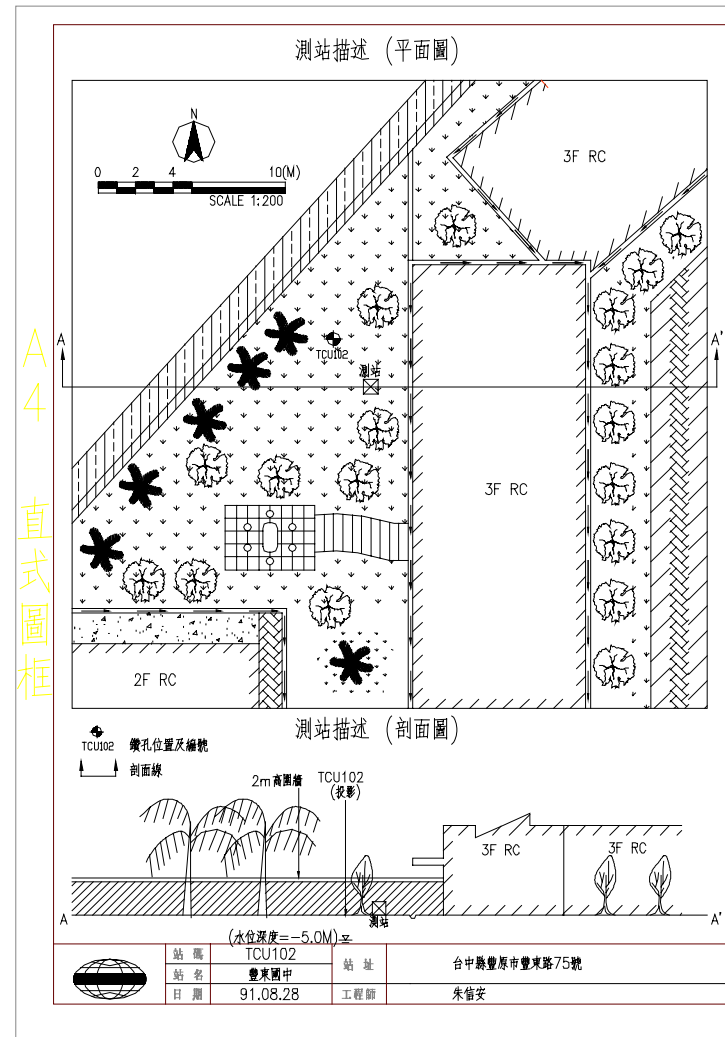 測站描述 (平面圖)
N
0 2 4 10(M)
SCALE 1:200
3F RC
A
A'
TCU102
測站
3F RC
2F RC
A4 直式圖框
測站描述 (剖面圖)
TCU102 鑽孔位置及編號
剖面線
2m高圍牆
TCU102
(投影)
3F RC
3F RC
A
A'
測站
(水位深度=-5.0M)
站碼 TCU102
站名 豐東國中
站址 台中縣豐原市豐東路75號
日期 91.08.28
工程師 朱信安